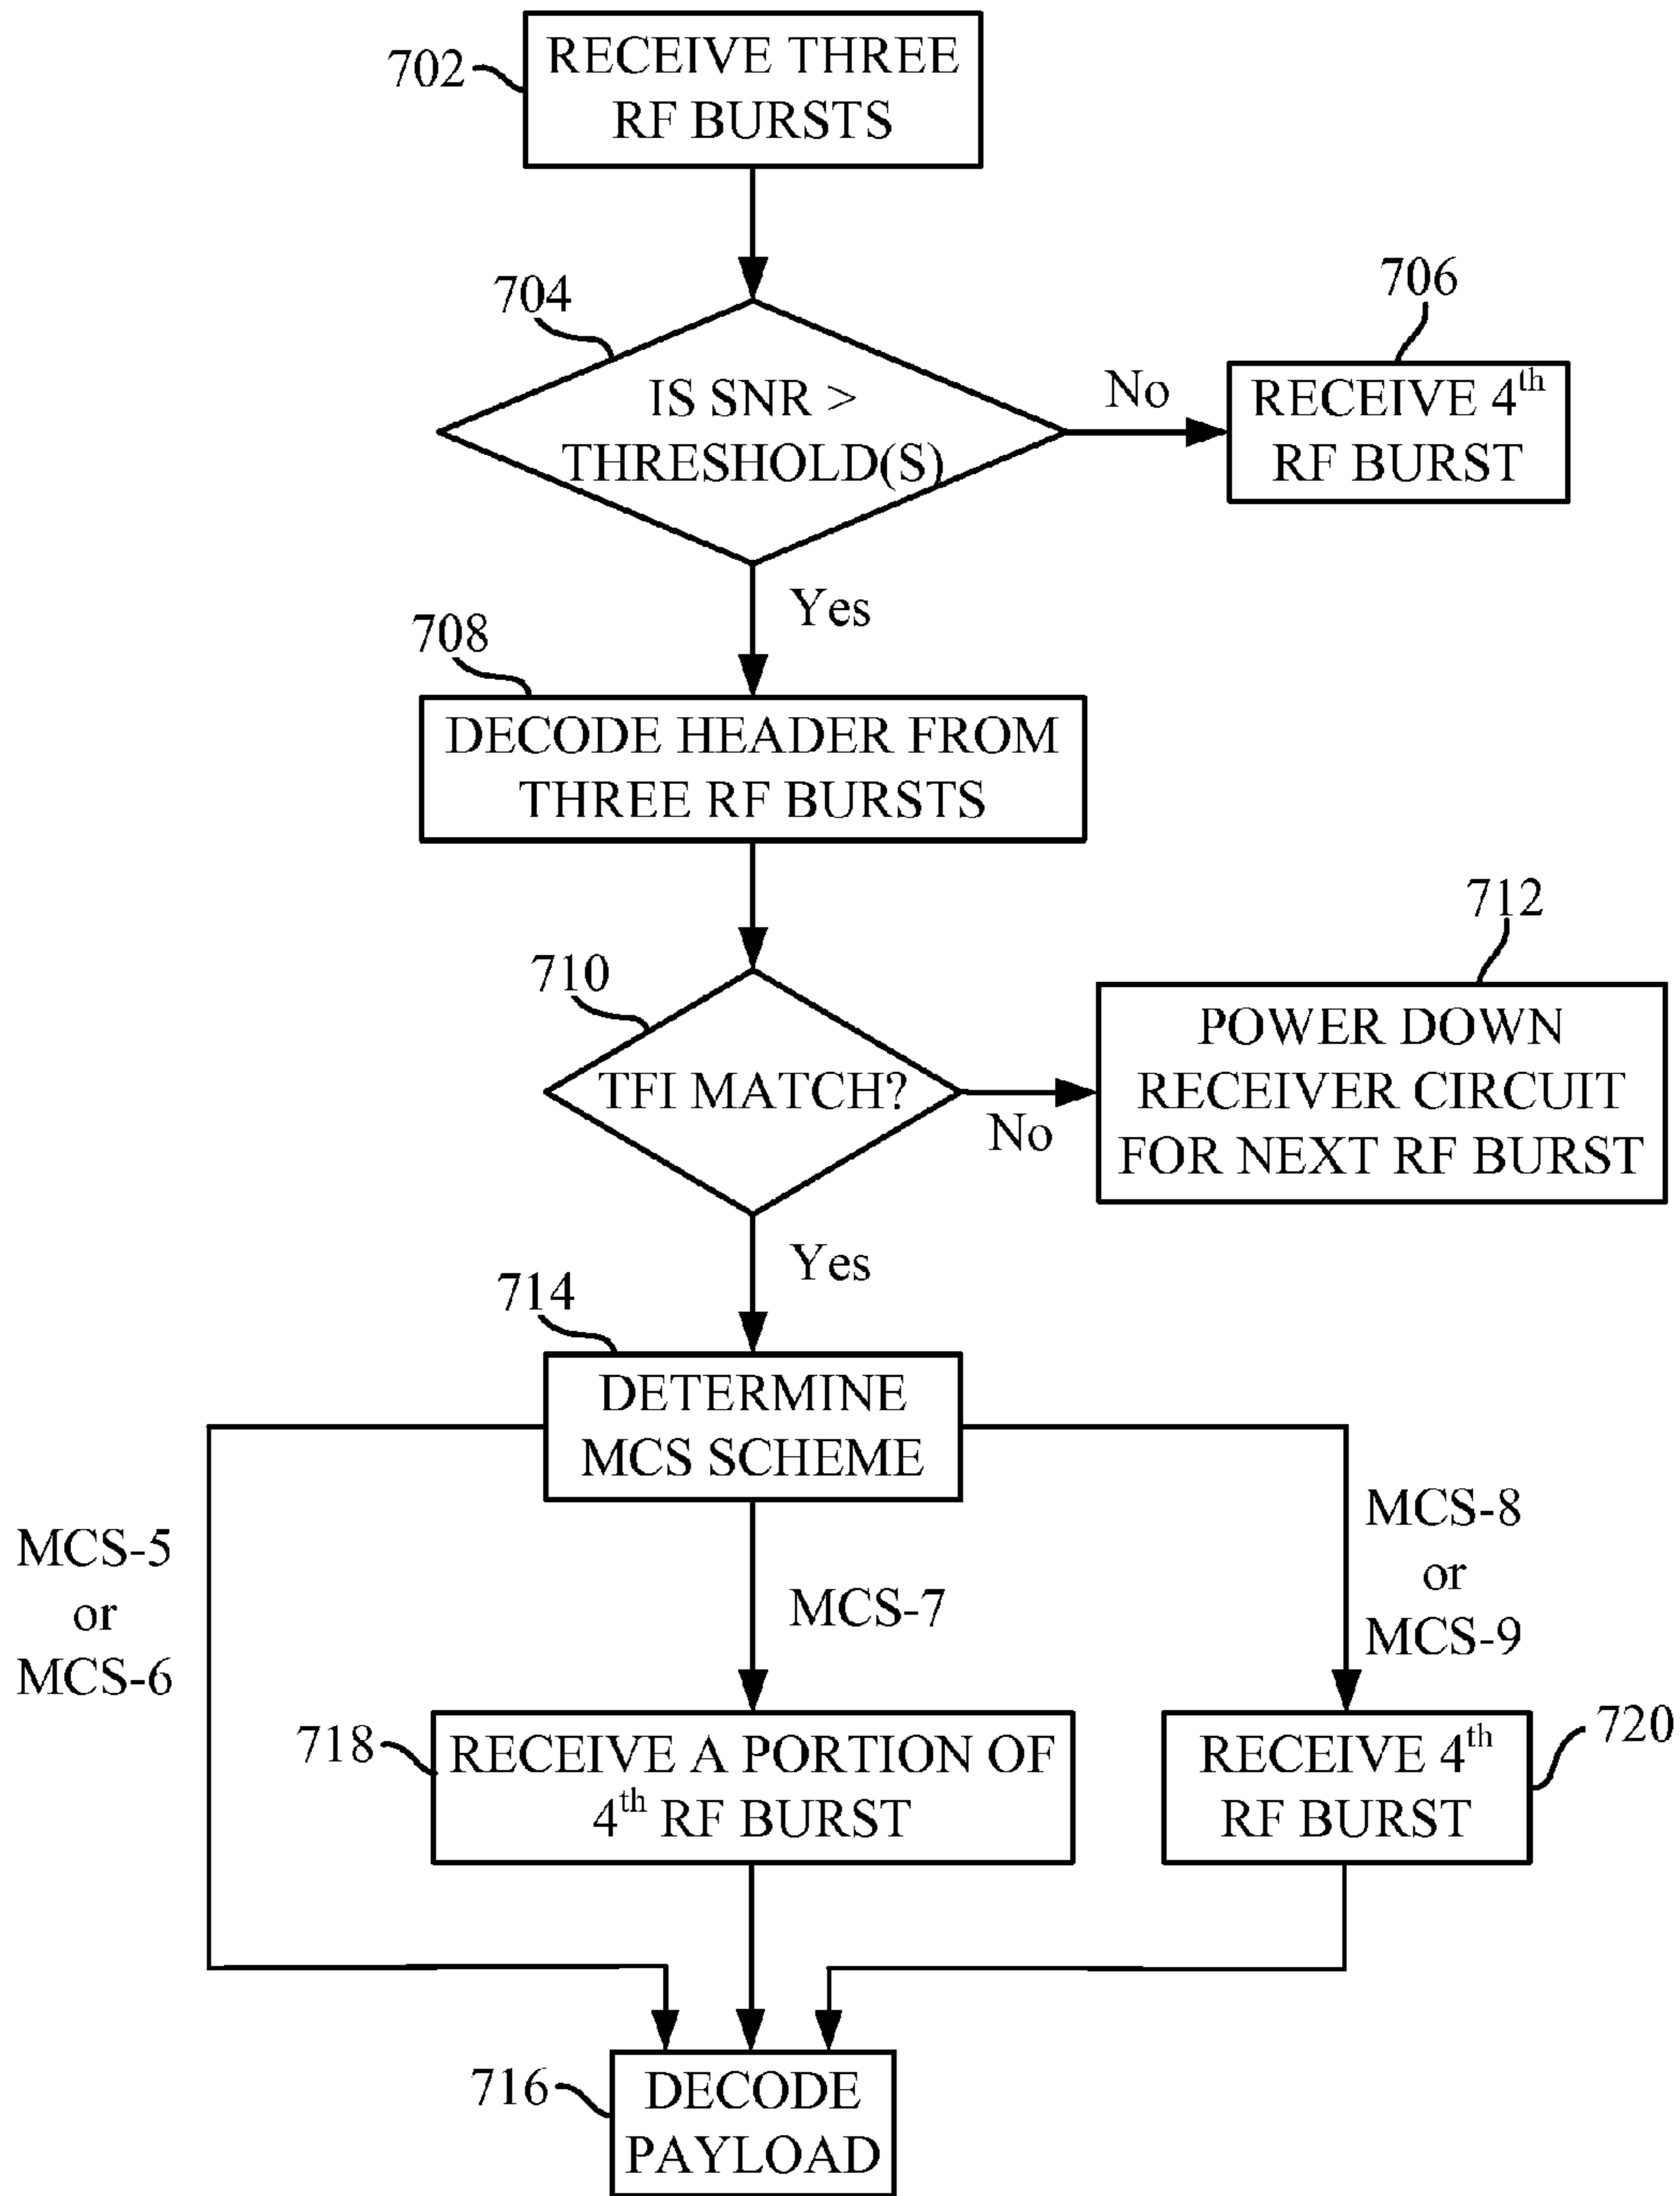 702
RECEIVE THREE
RF BURSTS
704
IS SNR >
THRESHOLD(S)
No
706
RECEIVE 4th
RF BURST
Yes
708
DECODE HEADER FROM
THREE RF BURSTS
710
TFI MATCH?
No
712
POWER DOWN
RECEIVER CIRCUIT
FOR NEXT RF BURST
Yes
714
DETERMINE
MCS SCHEME
MCS-5
or
MCS-6
MCS-7
MCS-8
or
MCS-9
718
RECEIVE A PORTION OF
4th RF BURST
RECEIVE 4th
RF BURST
720
716
DECODE
PAYLOAD